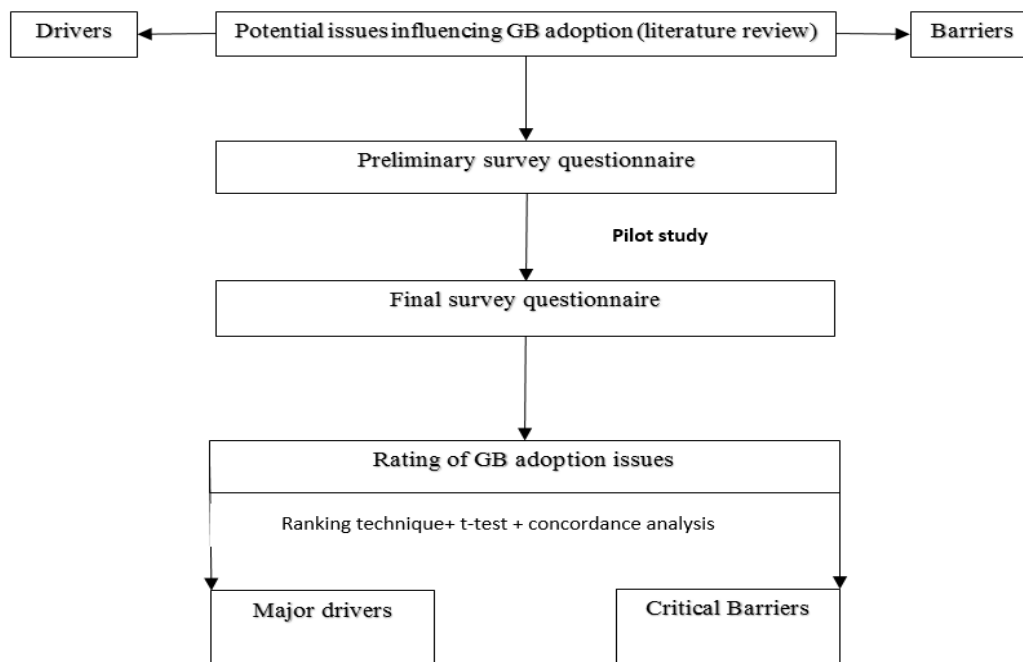 Drivers
Potential issues influencing GB adoption (literature review)
Barriers
Preliminary survey questionnaire
Pilot study
Final survey questionnaire
Rating of GB adoption issues
Ranking technique+ t-test + concordance analysis
Major drivers
Critical Barriers